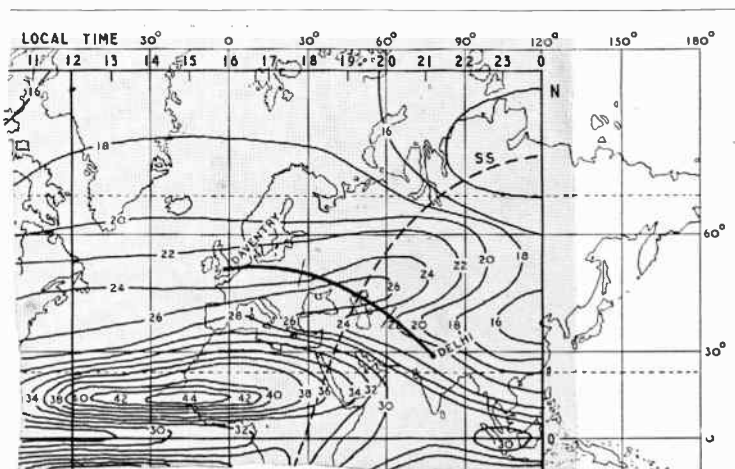 LOCAL TIME 30° 0 30° 60° 90° 120° 150° 180°
11 12 13 14 15 16 17 18 19 20 21 22 23 0
16 N
16
18 SS
20 60°
22 DAVENTRY 22 20 18
24 24
26 26
28 26 24 22 20 18 16
DELHI 30°
34 38 40 42 44 42 40 38 36 34 32
30
30 32 30 0